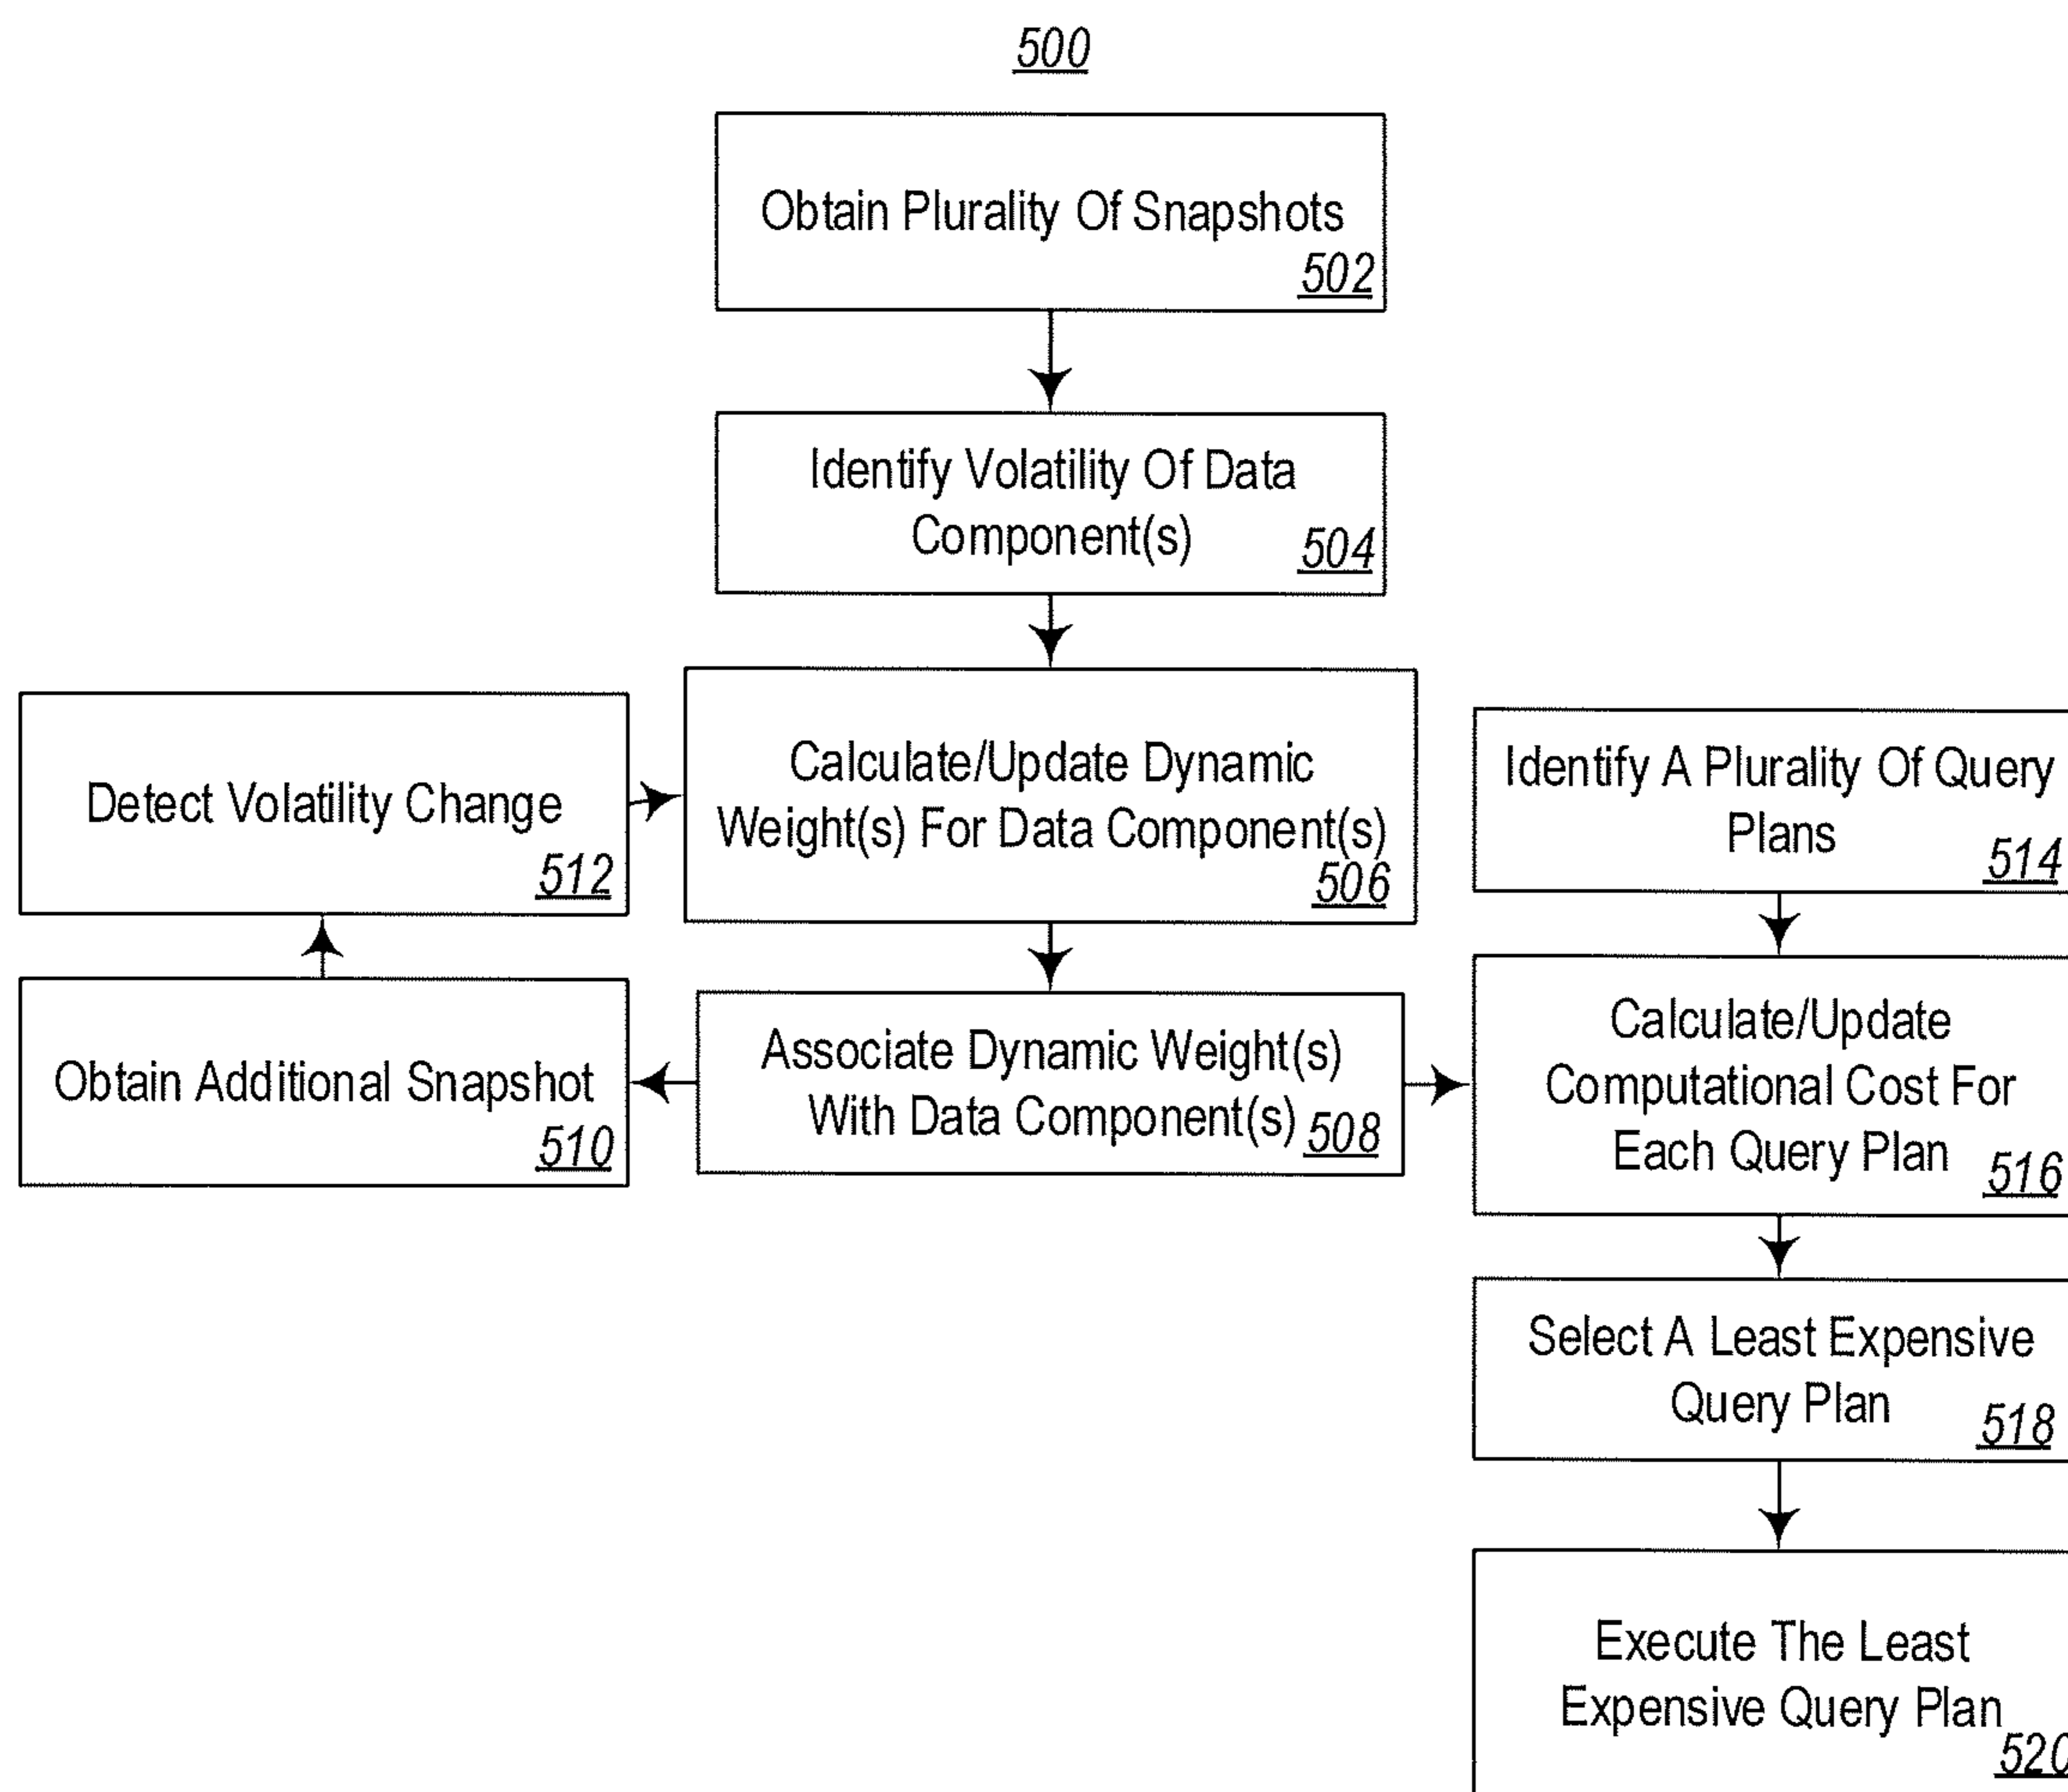 500
Obtain Plurality Of Snapshots
502
Identify Volatility Of Data
Component(s)
504
Calculate/Update Dynamic
Weight(s) For Data Component(s)
506
Associate Dynamic Weight(s)
With Data Component(s) 508
Obtain Additional Snapshot
510
Detect Volatility Change
512
Identify A Plurality Of Query
Plans
514
Calculate/Update
Computational Cost For
Each Query Plan 516
Select A Least Expensive
Query Plan
518
Execute The Least
Expensive Query Plan
520